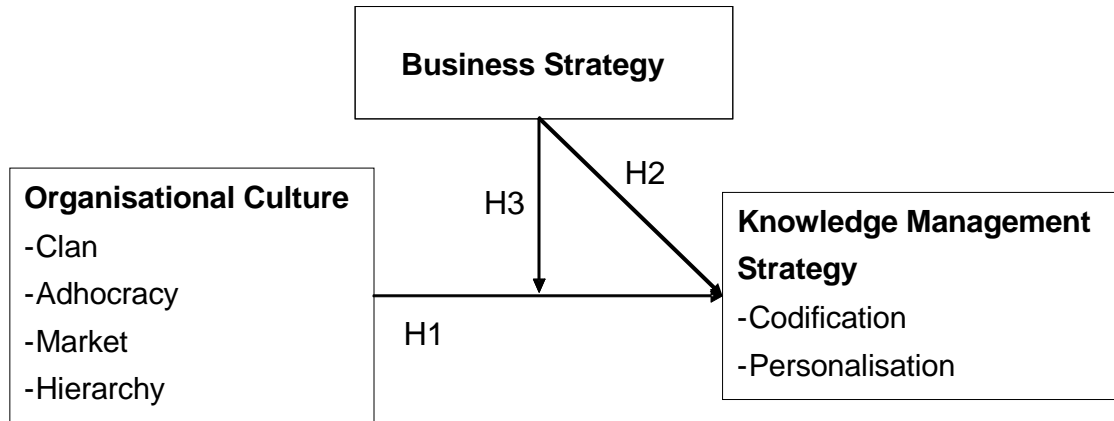 Business Strategy
H3
H2
Organisational Culture
-Clan
-Adhocracy
-Market
-Hierarchy
H1
Knowledge Management
Strategy
-Codification
-Personalisation